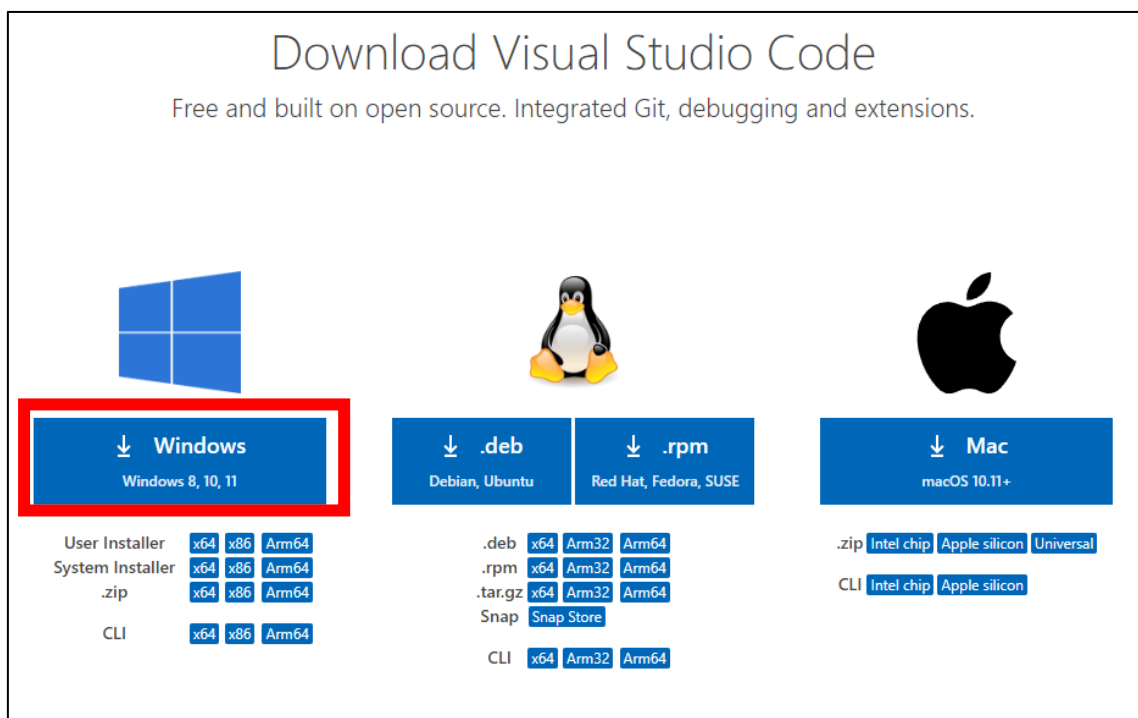 Download Visual Studio Code
Free and built on open source. Integrated Git, debugging and extensions.
Windows
Windows 8, 10, 11
User Installer x64 x86 Arm64
System Installer x64 x86 Arm64
.zip x64 x86 Arm64
CLI x64 x86 Arm64
.deb
Debian, Ubuntu
.rpm
Red Hat, Fedora, SUSE
.deb x64 Arm32 Arm64
.rpm x64 Arm32 Arm64
.tar.gz x64 Arm32 Arm64
Snap Snap Store
CLI x64 Arm32 Arm64
Mac
macOS 10.11+
.zip Intel chip Apple silicon Universal
CLI Intel chip Apple silicon